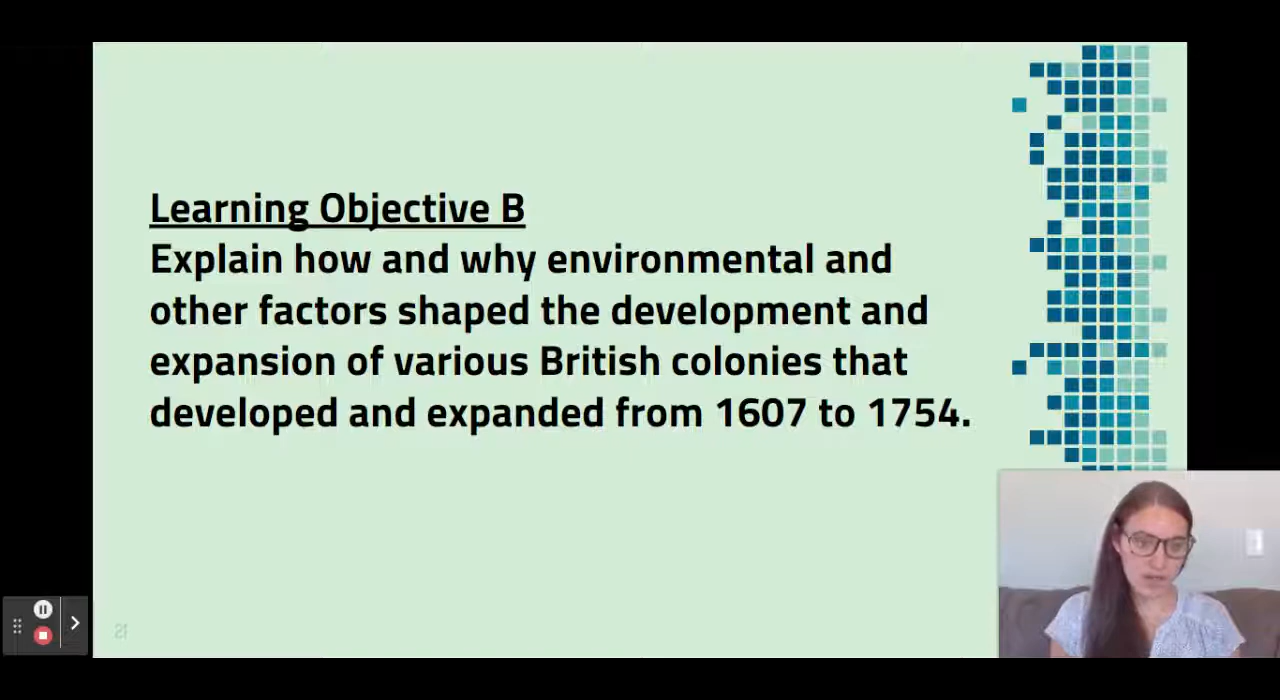 Learning Objective B
Explain how and why environmental and
other factors shaped the development and
expansion of various British colonies that
developed and expanded from 1607 to 1754.
21